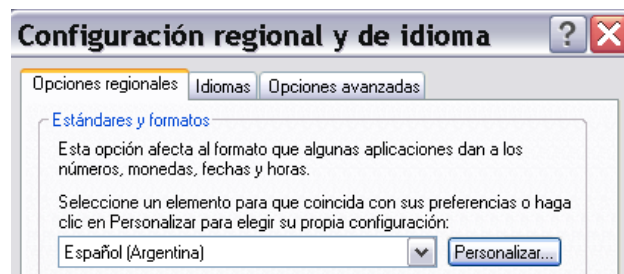 Configuración regional y de idioma
Opciones regionales Idiomas Opciones avanzadas
Estándares y formatos
Esta opción afecta al formato que algunas aplicaciones dan a los
números, monedas, fechas y horas.
Seleccione un elemento para que coincida con sus preferencias o haga
clic en Personalizar para elegir su propia configuración:
Español (Argentina) Personalizar...